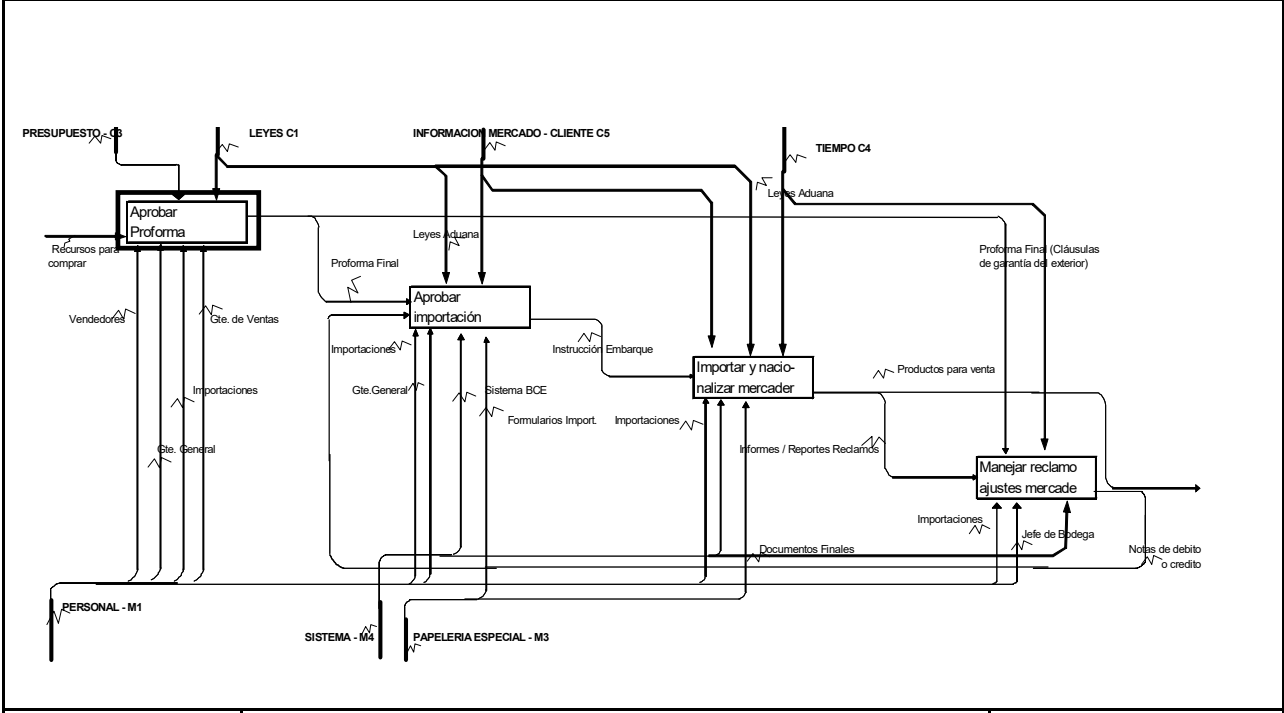 PRESUPUESTO - C3
LEYES C1
INFORMACION MERCADO - CLIENTE C5
TIEMPO C4
Leyes Aduana
Aprobar
Proforma
Recursos para
comprar
Leyes Aduana
Proforma Final
Proforma Final (Cláusulas
de garantía del exterior)
Aprobar
importación
Vendedores
Gte. de Ventas
Importaciones
Instrucción Embarque
Importar y nacio-
nalizar mercader
Productos para venta
Importaciones
Gte.General
Sistema BCE
Formularios Import.
Importaciones
Gte. General
Informes / Reportes Reclamos
Manejar reclamo
ajustes mercade
Importaciones
Jefe de Bodega
Documentos Finales
Notas de debito
o credito
PERSONAL - M1
SISTEMA - M4
PAPELERIA ESPECIAL - M3